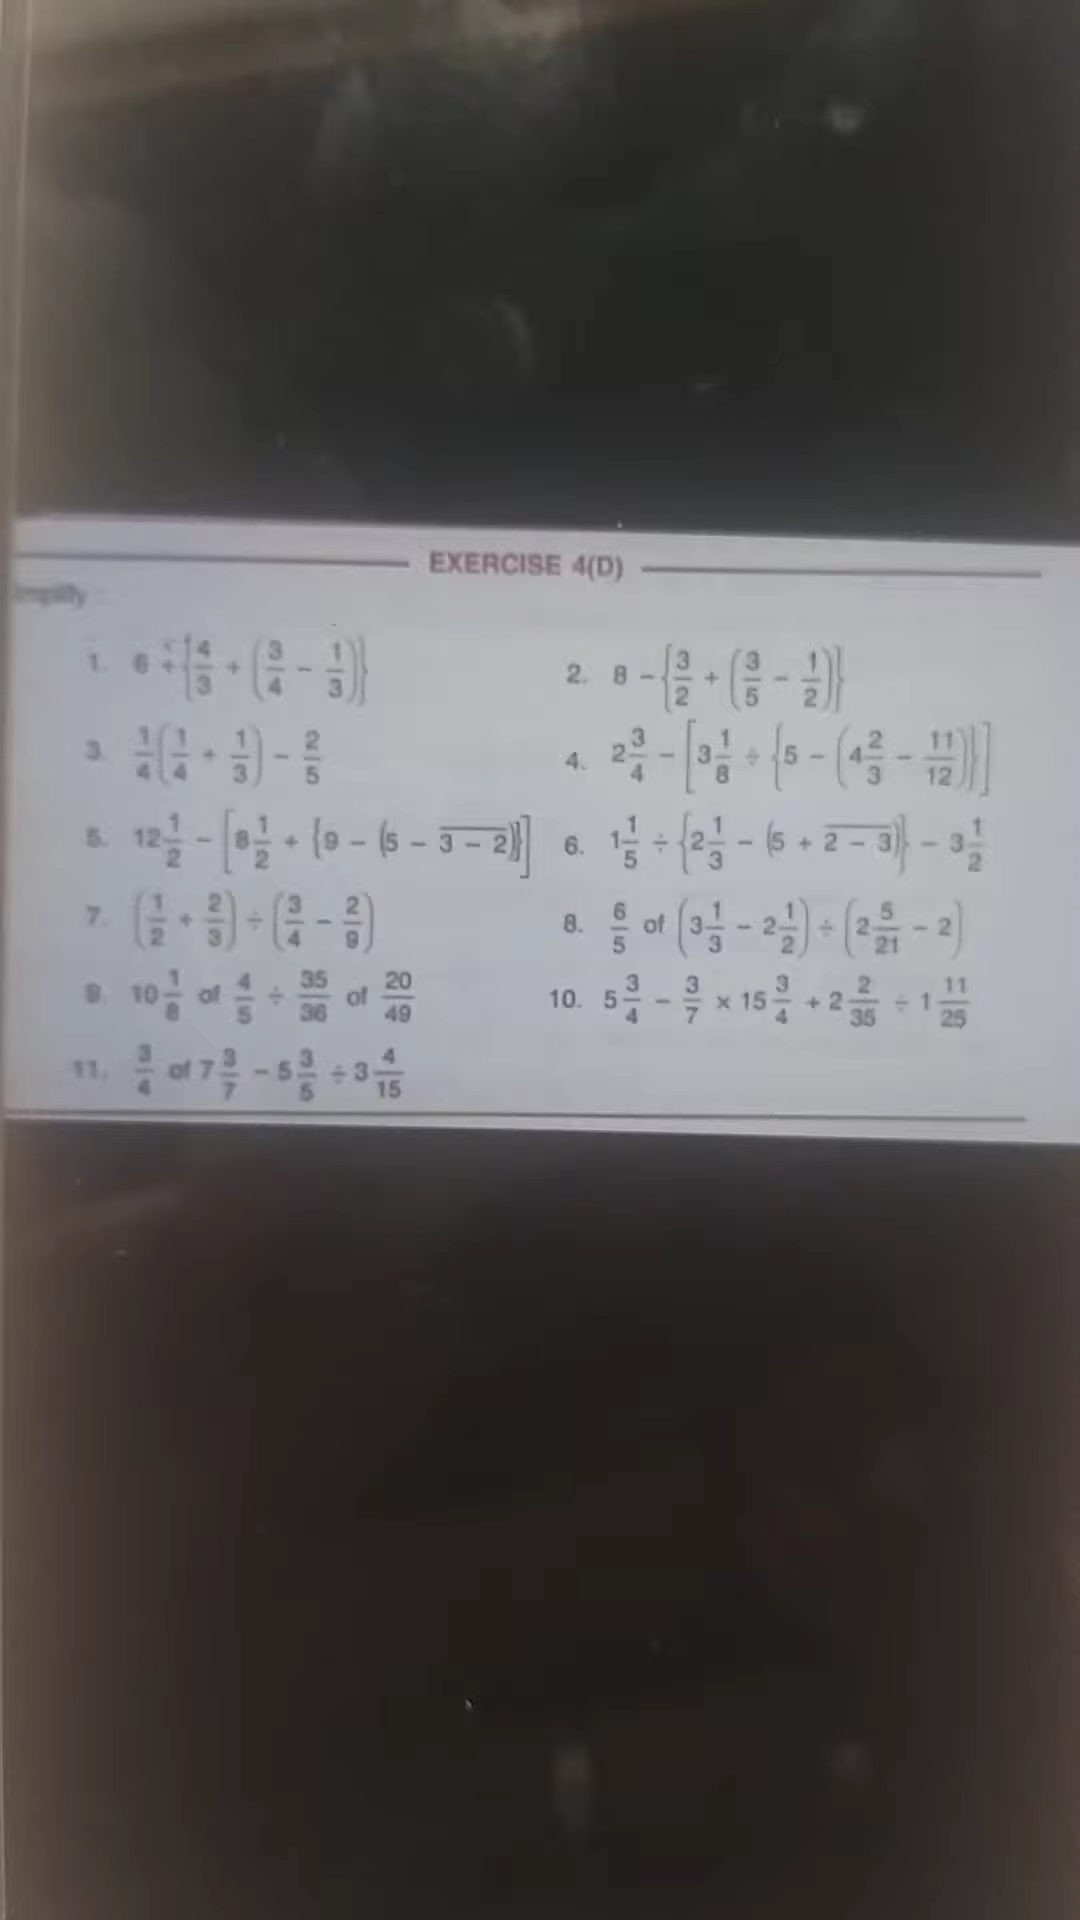 EXERCISE 4(D)
Simplify :
1. 6 + {4/3 + (3/4 − 1/3)}
2. 8 − {3/2 + (3/5 − 1/2)}
3. 1/4 (1/4 + 1/3) − 2/5
4. 2 3/4 − [3 1/8 ÷ {5 − (4 2/3 − 11/12)}]
5. 12 1/2 − [8 1/2 + {9 − (5 − 3̅ ̅−̅ ̅2̅)}]
6. 1 1/5 ÷ {2 1/3 − (5 + 2̅ ̅−̅ ̅3̅)} − 3 1/2
7. (1/2 + 2/3) ÷ (3/4 − 2/9)
8. 6/5 of (3 1/3 − 2 1/2) ÷ (2 5/21 − 2)
9. 10 1/8 of 4/5 ÷ 35/36 of 20/49
10. 5 3/4 − 3/7 × 15 3/4 + 2 2/35 ÷ 1 11/25
11. 3/4 of 7 3/7 − 5 3/5 ÷ 3 4/15